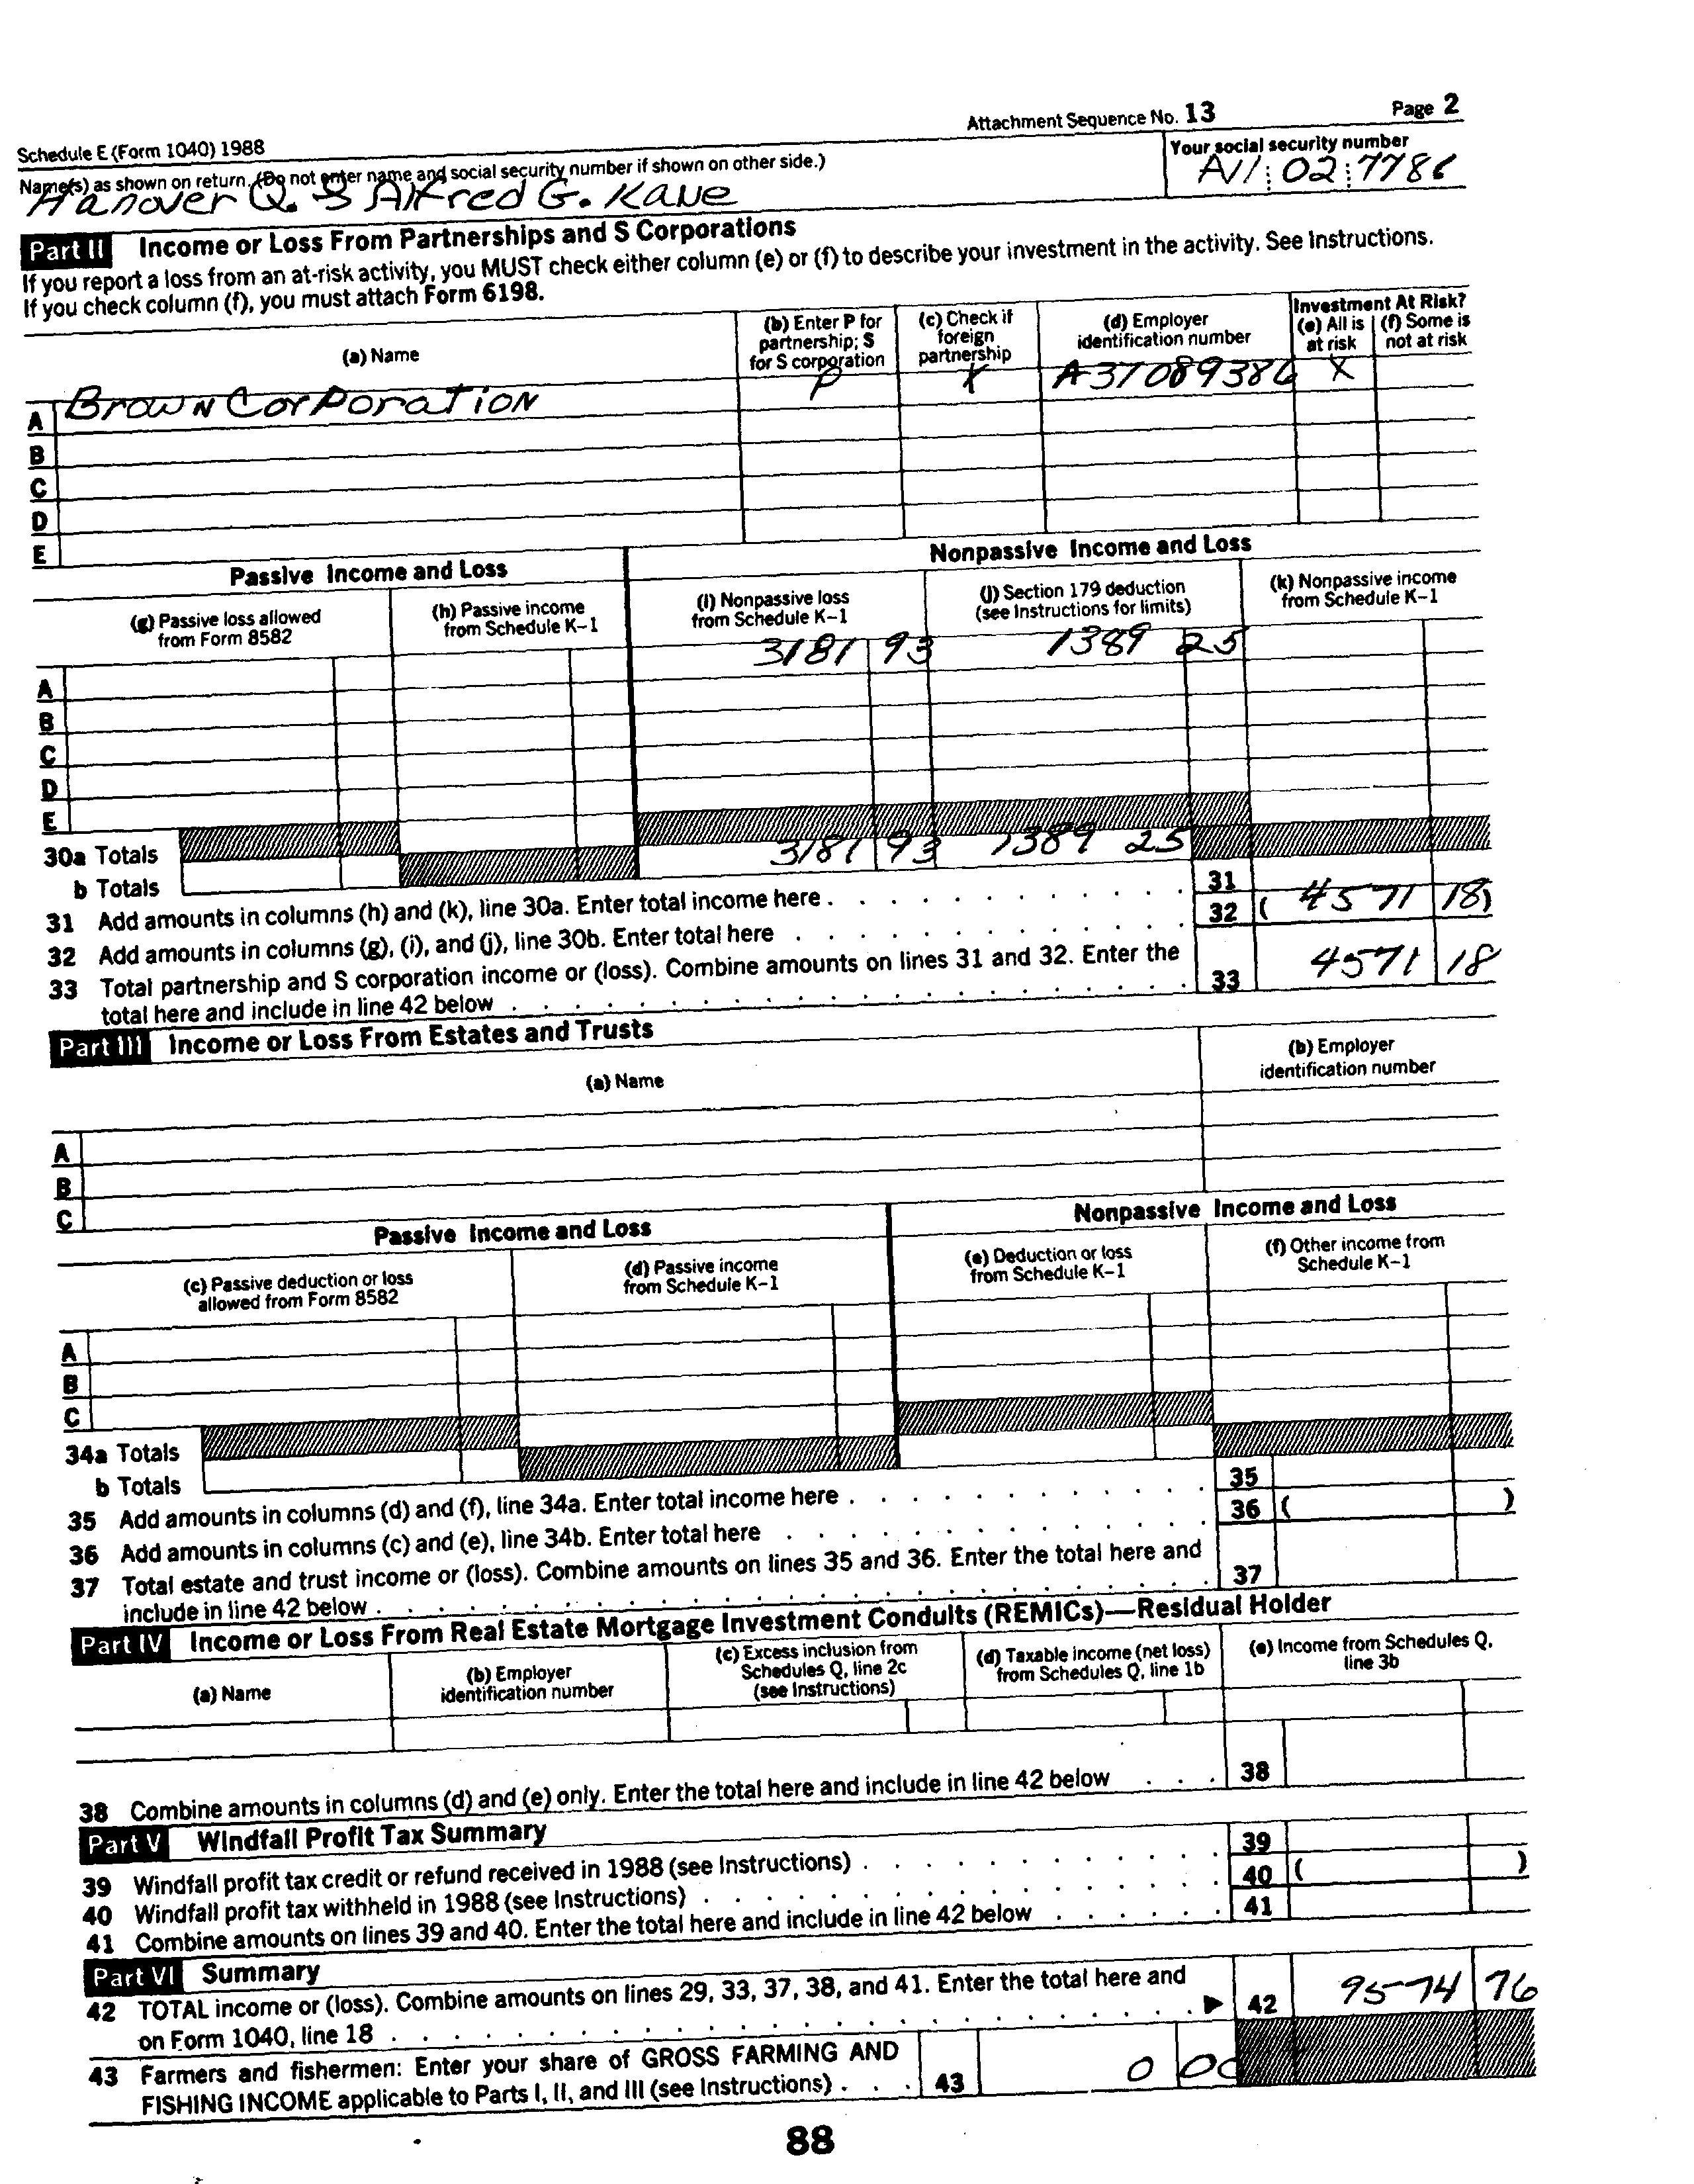 Attachment Sequence No. 13 Page 2
Schedule E (Form 1040) 1988
Name(s) as shown on return. (Do not enter name and social security number if shown on other side.) Your social security number
Hanover Q. & Alfred G. Kane 02 7786
Part II Income or Loss From Partnerships and S Corporations
If you report a loss from an at-risk activity, you MUST check either column (e) or (f) to describe your investment in the activity. See Instructions.
If you check column (f), you must attach Form 6198.
(a) Name
(b) Enter P for
partnership; S
for S corporation
(c) Check if
foreign
partnership
(d) Employer
identification number
Investment At Risk?
(e) All is
at risk
(f) Some is
not at risk
A Brown Corporation P X A37089386 X
B
C
D
E
Passive Income and Loss Nonpassive Income and Loss
(g) Passive loss allowed
from Form 8582
(h) Passive income
from Schedule K-1
(i) Nonpassive loss
from Schedule K-1
(j) Section 179 deduction
(see Instructions for limits)
(k) Nonpassive income
from Schedule K-1
A 3181 93 1389 25
B
C
D
E
30a Totals
b Totals 3181 93 1389 25
31 Add amounts in columns (h) and (k), line 30a. Enter total income here . . . 31
32 Add amounts in columns (g), (i), and (j), line 30b. Enter total here . . . 32 ( 4571 18)
33 Total partnership and S corporation income or (loss). Combine amounts on lines 31 and 32. Enter the
total here and include in line 42 below . . . 33 4571 18
Part III Income or Loss From Estates and Trusts
(a) Name
(b) Employer
identification number
A
B
C
Passive Income and Loss Nonpassive Income and Loss
(c) Passive deduction or loss
allowed from Form 8582
(d) Passive income
from Schedule K-1
(e) Deduction or loss
from Schedule K-1
(f) Other income from
Schedule K-1
A
B
C
34a Totals
b Totals
35 Add amounts in columns (d) and (f), line 34a. Enter total income here . . . 35
36 Add amounts in columns (c) and (e), line 34b. Enter total here . . . 36 ( )
37 Total estate and trust income or (loss). Combine amounts on lines 35 and 36. Enter the total here and
include in line 42 below . . . 37
Part IV Income or Loss From Real Estate Mortgage Investment Conduits (REMICs)—Residual Holder
(a) Name
(b) Employer
identification number
(c) Excess inclusion from
Schedules Q, line 2c
(see Instructions)
(d) Taxable income (net loss)
from Schedules Q, line 1b
(e) Income from Schedules Q,
line 3b
38 Combine amounts in columns (d) and (e) only. Enter the total here and include in line 42 below . . . 38
Part V Windfall Profit Tax Summary
39 Windfall profit tax credit or refund received in 1988 (see Instructions) . . . 39
40 Windfall profit tax withheld in 1988 (see Instructions) . . . 40 ( )
41 Combine amounts on lines 39 and 40. Enter the total here and include in line 42 below . . . 41
Part VI Summary
42 TOTAL income or (loss). Combine amounts on lines 29, 33, 37, 38, and 41. Enter the total here and
on Form 1040, line 18 . . . ▶ 42 9574 76
43 Farmers and fishermen: Enter your share of GROSS FARMING AND
FISHING INCOME applicable to Parts I, II, and III (see Instructions) . . . 43 0 00
88